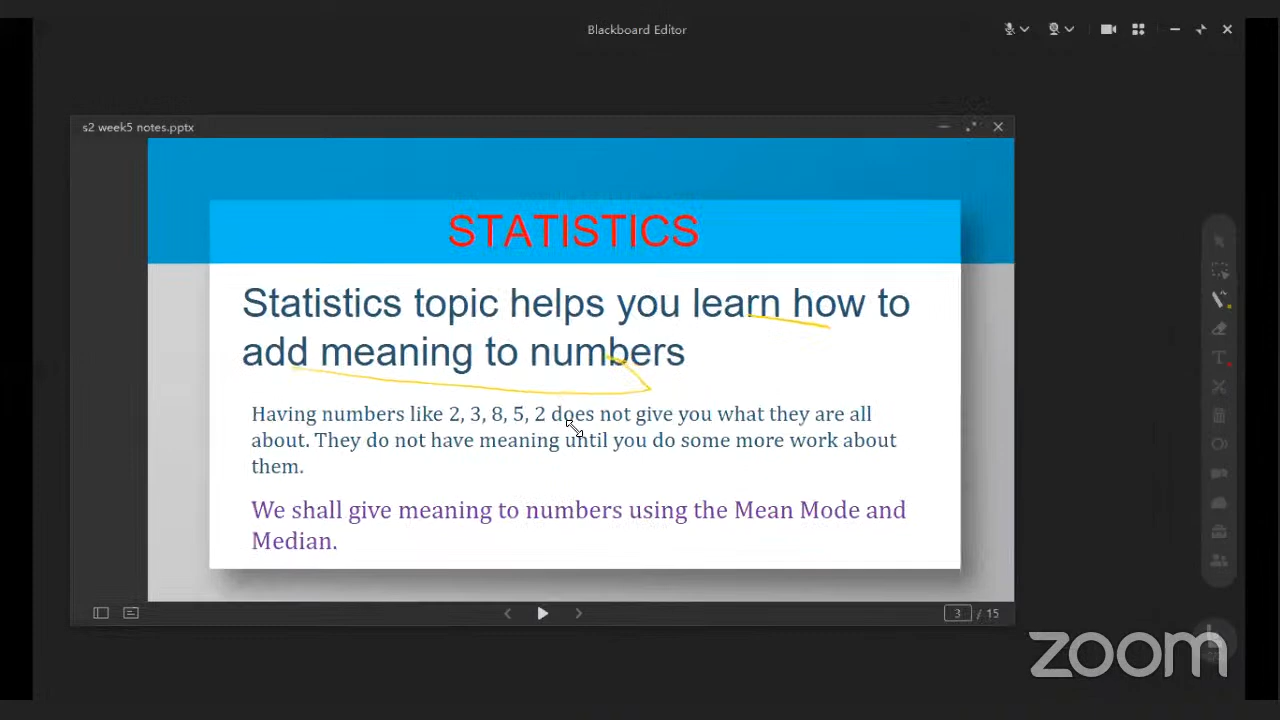 Blackboard Editor
s2 week5 notes.pptx
STATISTICS
Statistics topic helps you learn how to
add meaning to numbers
Having numbers like 2, 3, 8, 5, 2 does not give you what they are all
about. They do not have meaning until you do some more work about
them.
We shall give meaning to numbers using the Mean Mode and
Median.
3 / 15
zoom